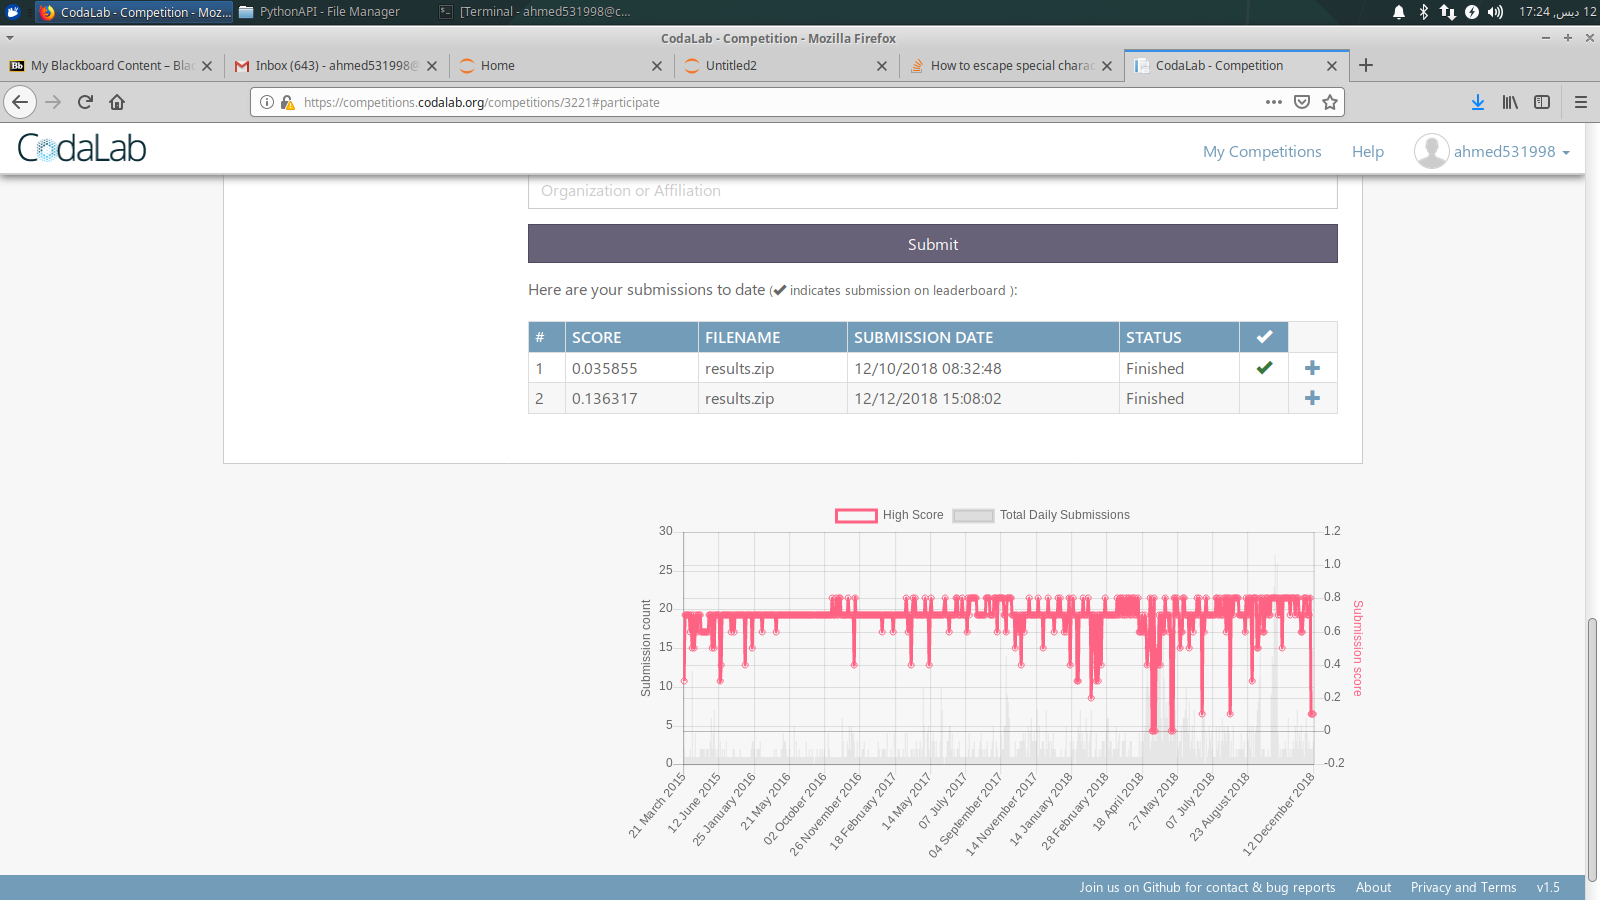 CodaLab - Competition - Moz...
PythonAPI - File Manager
[Terminal - ahmed531998@c...
12 ديس, 17:24
CodaLab - Competition - Mozilla Firefox
My Blackboard Content – Blac
Inbox (643) - ahmed531998@
Home
Untitled2
How to escape special charac
CodaLab - Competition
https://competitions.codalab.org/competitions/3221#participate
CodaLab
My Competitions
Help
ahmed531998
Organization or Affiliation
Submit
Here are your submissions to date (✔ indicates submission on leaderboard ):
# SCORE FILENAME SUBMISSION DATE STATUS ✔
1 0.035855 results.zip 12/10/2018 08:32:48 Finished ✔ +
2 0.136317 results.zip 12/12/2018 15:08:02 Finished +
High Score Total Daily Submissions
30
25
20
15
10
5
0
Submission count
1.2
1.0
0.8
0.6
0.4
0.2
0
-0.2
Submission score
21 March 2015
12 June 2015
25 January 2016
21 May 2016
02 October 2016
26 November 2016
18 February 2017
14 May 2017
07 July 2017
04 September 2017
14 November 2017
14 January 2018
28 February 2018
18 April 2018
27 May 2018
07 July 2018
23 August 2018
12 December 2018
Join us on Github for contact & bug reports
About
Privacy and Terms
v1.5